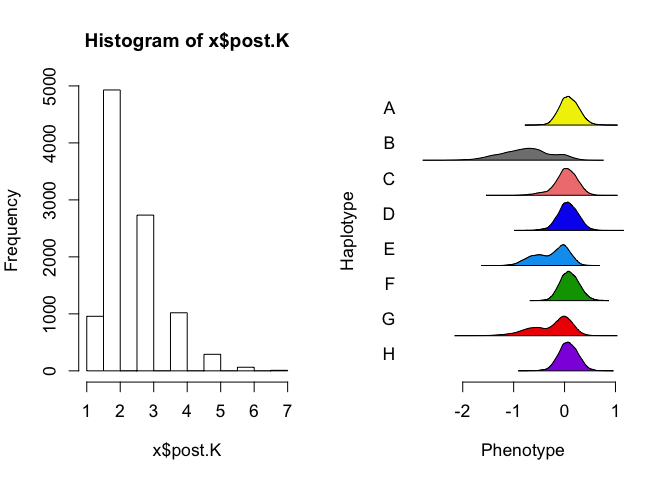 Histogram of x$post.K
Frequency
0
1000
2000
3000
4000
5000
1 2 3 4 5 6 7
x$post.K
Haplotype
A
B
C
D
E
F
G
H
-2 -1 0 1
Phenotype